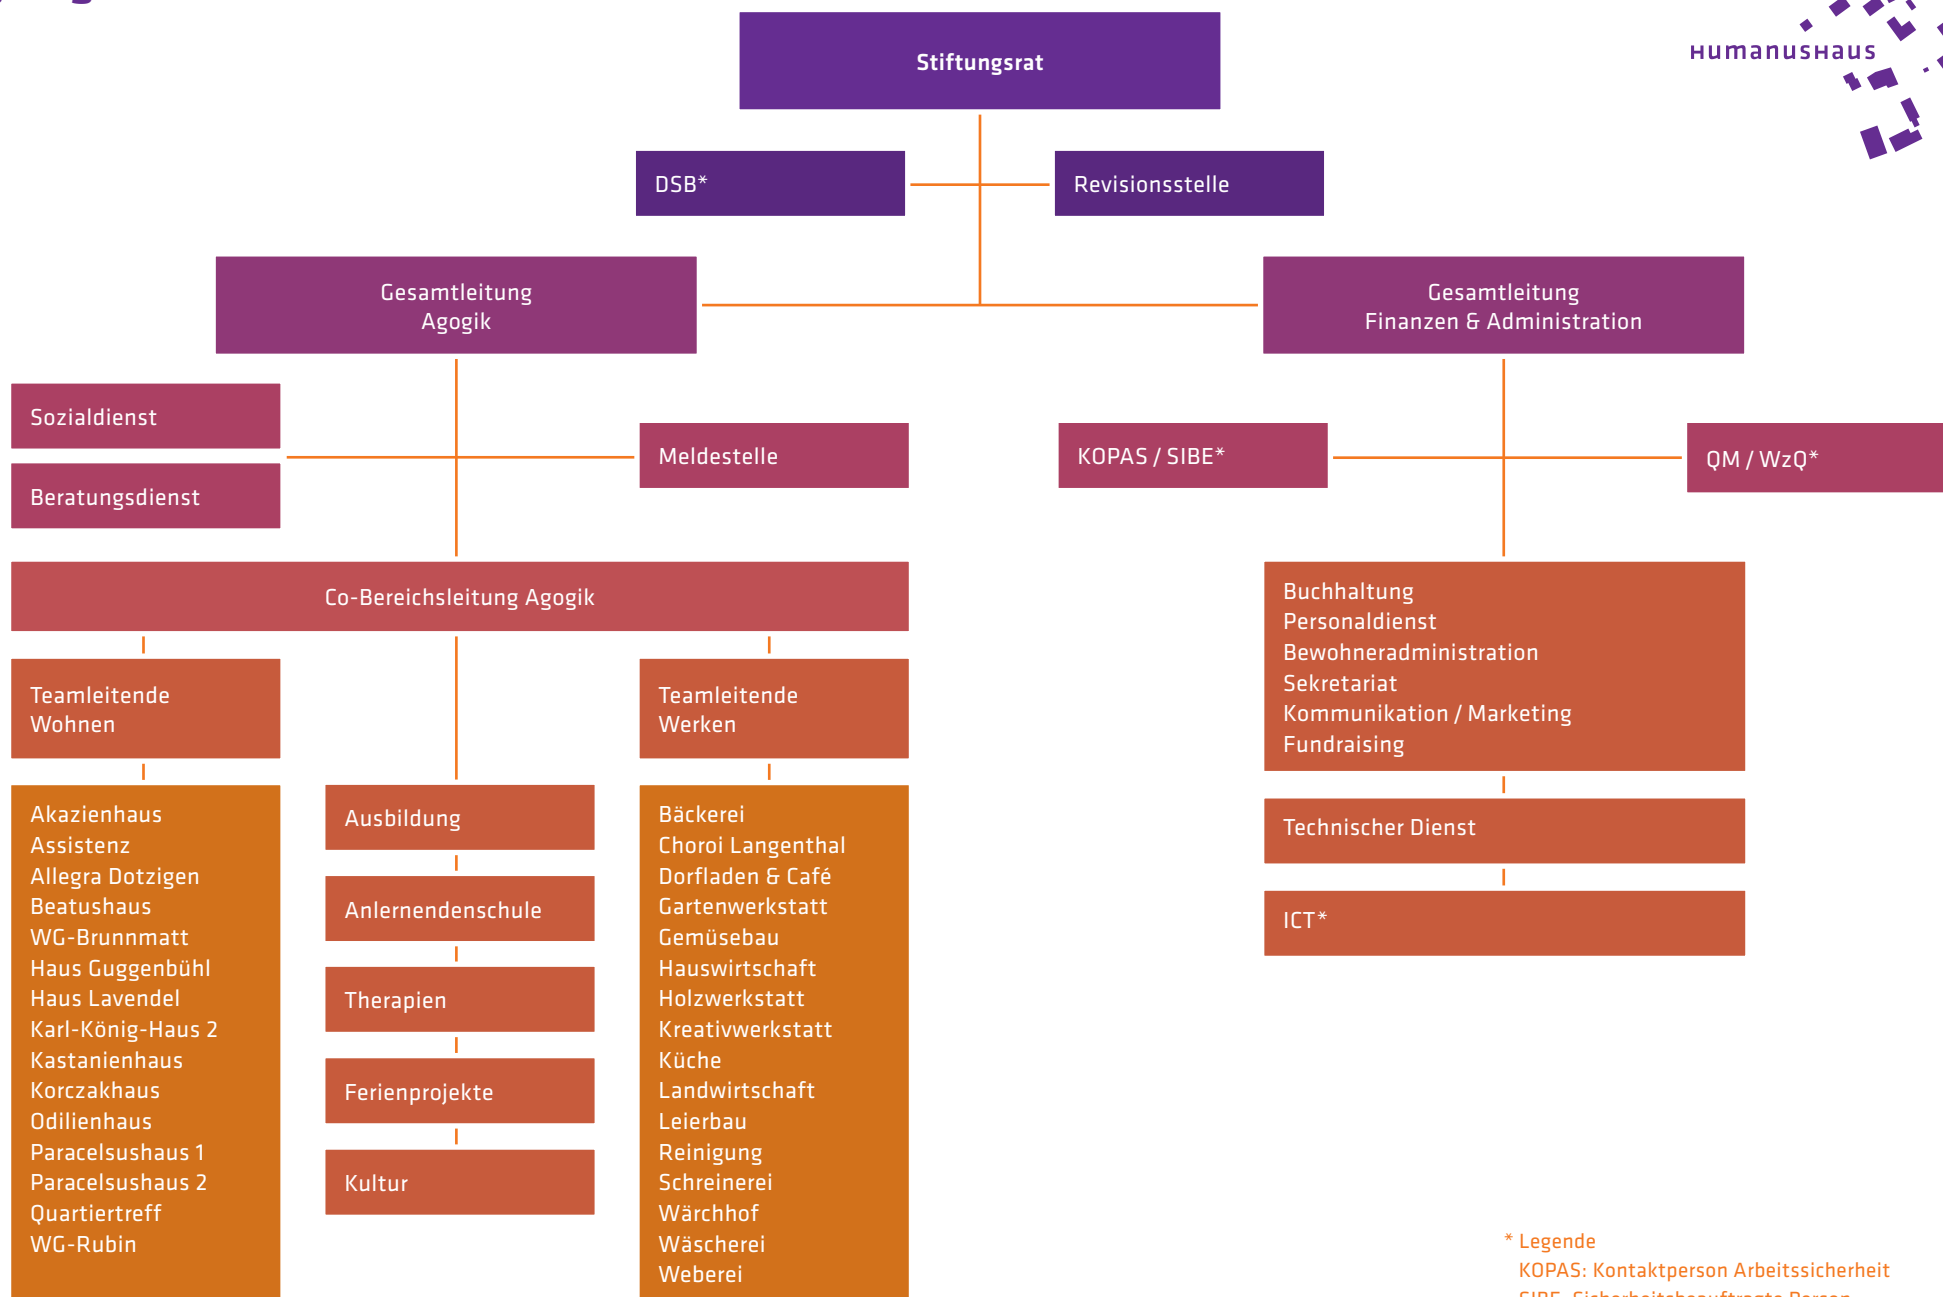 Stiftungsrat
HumanusHaus
DSB*
Revisionsstelle
Gesamtleitung
Agogik
Gesamtleitung
Finanzen & Administration
Sozialdienst
Beratungsdienst
Meldestelle
KOPAS / SIBE*
QM / WzQ*
Co-Bereichsleitung Agogik
Teamleitende
Wohnen
Akazienhaus
Assistenz
Allegra Dotzigen
Beatushaus
WG-Brunnmatt
Haus Guggenbühl
Haus Lavendel
Karl-König-Haus 2
Kastanienhaus
Korczakhaus
Odilienhaus
Paracelsushaus 1
Paracelsushaus 2
Quartiertreff
WG-Rubin
Ausbildung
Anlernendenschule
Therapien
Ferienprojekte
Kultur
Teamleitende
Werken
Bäckerei
Choroi Langenthal
Dorfladen & Café
Gartenwerkstatt
Gemüsebau
Hauswirtschaft
Holzwerkstatt
Kreativwerkstatt
Küche
Landwirtschaft
Leierbau
Reinigung
Schreinerei
Wärchhof
Wäscherei
Weberei
Buchhaltung
Personaldienst
Bewohneradministration
Sekretariat
Kommunikation / Marketing
Fundraising
Technischer Dienst
ICT*
* Legende
KOPAS: Kontaktperson Arbeitssicherheit
SIBE: Sicherheitsbeauftragte Person